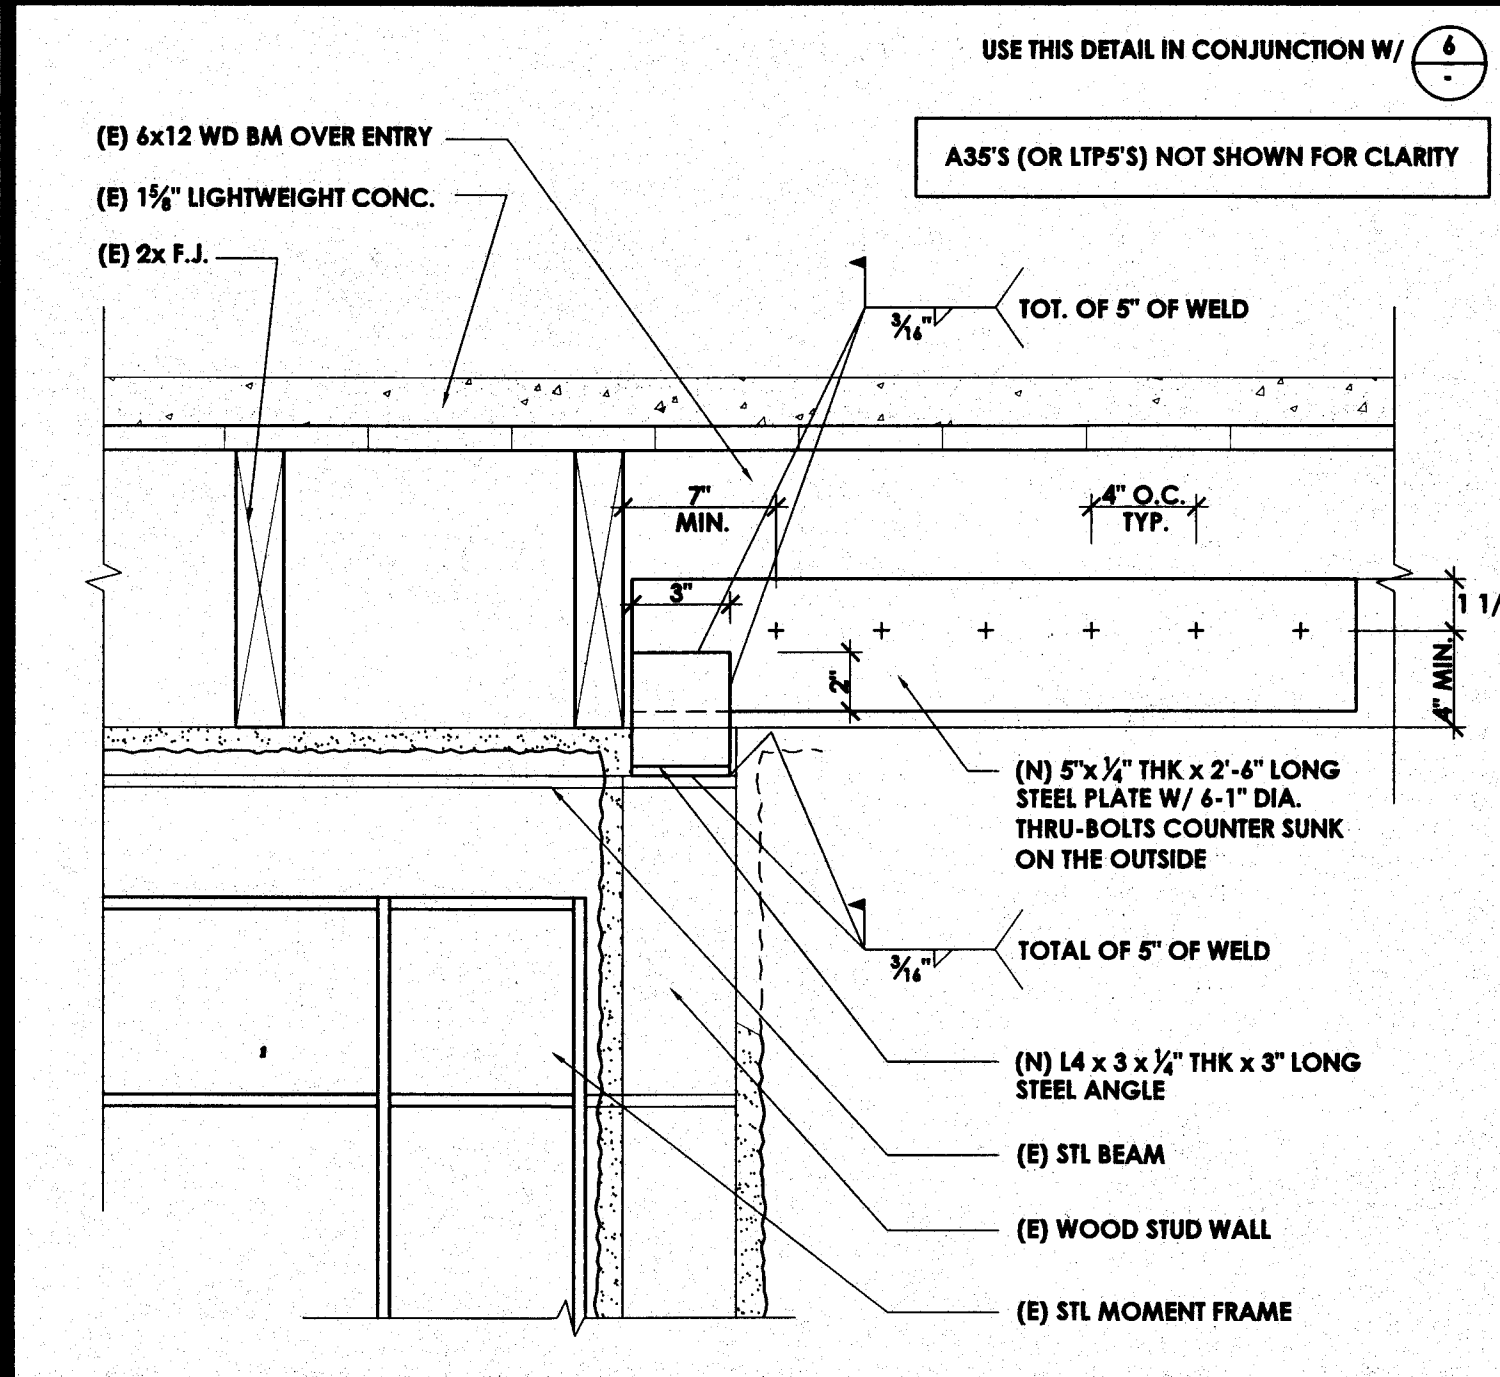 USE THIS DETAIL IN CONJUNCTION W/ 6
-
(E) 6x12 WD BM OVER ENTRY
A35'S (OR LTP5'S) NOT SHOWN FOR CLARITY
(E) 1⅝" LIGHTWEIGHT CONC.
(E) 2x F.J.
TOT. OF 5" OF WELD
3/16"
7"
MIN.
4" O.C.
TYP.
3"
1 1/
2"
4" MIN.
(N) 5"x ¼" THK x 2'-6" LONG
STEEL PLATE W/ 6-1" DIA.
THRU-BOLTS COUNTER SUNK
ON THE OUTSIDE
TOTAL OF 5" OF WELD
3/16"
(N) L4 x 3 x ¼" THK x 3" LONG
STEEL ANGLE
(E) STL BEAM
(E) WOOD STUD WALL
(E) STL MOMENT FRAME